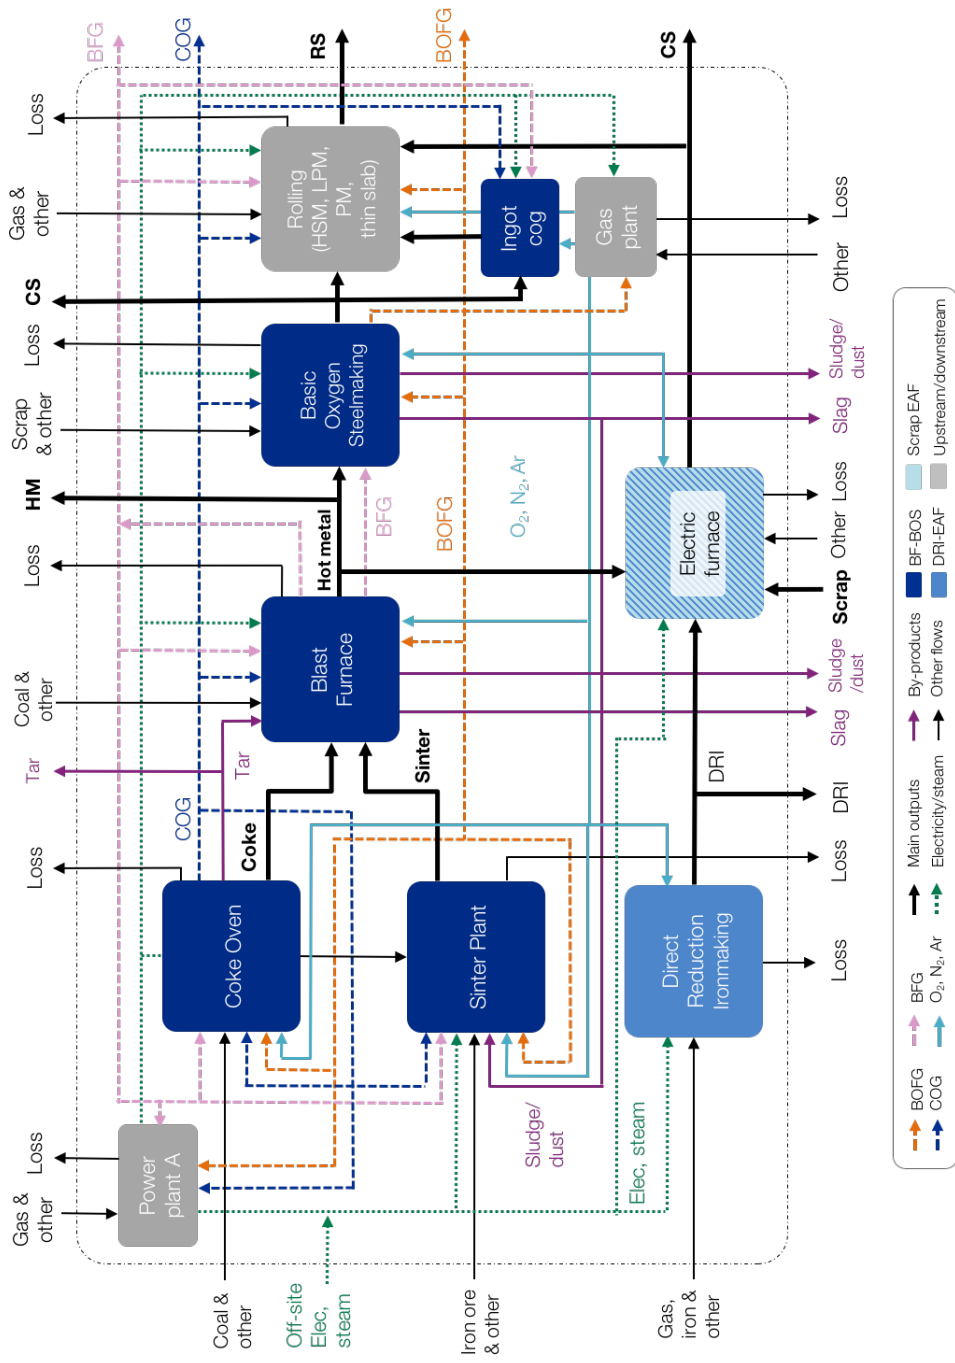 Gas &
other
Loss
Power
plant A
Coal &
other
Off-site
Elec,
steam
Iron ore
& other
Gas,
iron &
other
Loss
Coke Oven
Sinter Plant
Direct
Reduction
Ironmaking
Sludge/
dust
Elec, steam
Loss
Loss
Tar
Tar
COG
Coke
Sinter
DRI
DRI
Coal &
other
Loss
Blast
Furnace
Hot metal
HM
Slag
Sludge
/dust
BFG
BOFG
O₂, N₂, Ar
Electric
furnace
Scrap
Other
Loss
Scrap
& other
Loss
Basic
Oxygen
Steelmaking
Slag
Sludge/
dust
CS
Gas &
other
Loss
Rolling
(HSM, LPM,
PM,
thin slab)
Ingot
cog
Gas
plant
Other
Loss
BFG
COG
RS
BOFG
CS
BOFG
BFG
Main outputs
By-products
BF-BOS
Scrap EAF
COG
O₂, N₂, Ar
Electricity/steam
Other flows
DRI-EAF
Upstream/downstream